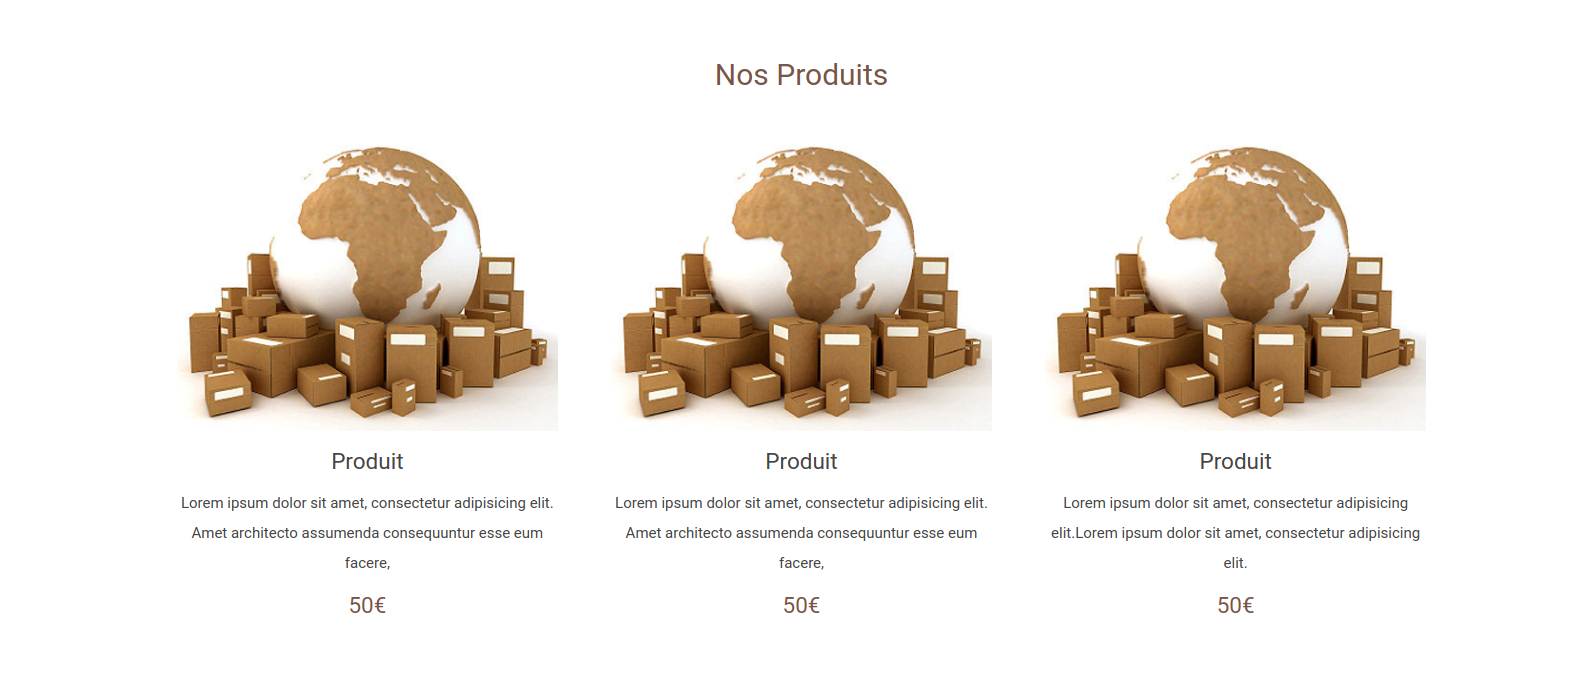 Nos Produits
Produit
Lorem ipsum dolor sit amet, consectetur adipisicing elit.
Amet architecto assumenda consequuntur esse eum
facere,
50€
Produit
Lorem ipsum dolor sit amet, consectetur adipisicing elit.
Amet architecto assumenda consequuntur esse eum
facere,
50€
Produit
Lorem ipsum dolor sit amet, consectetur adipisicing
elit.Lorem ipsum dolor sit amet, consectetur adipisicing
elit.
50€